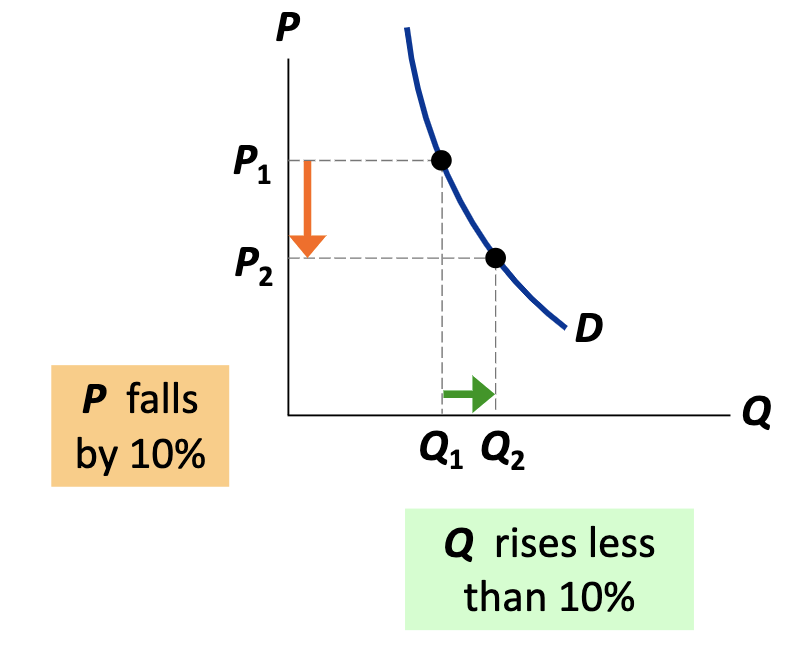 P
P1
P2
D
Q
Q1 Q2
P falls
by 10%
Q rises less
than 10%